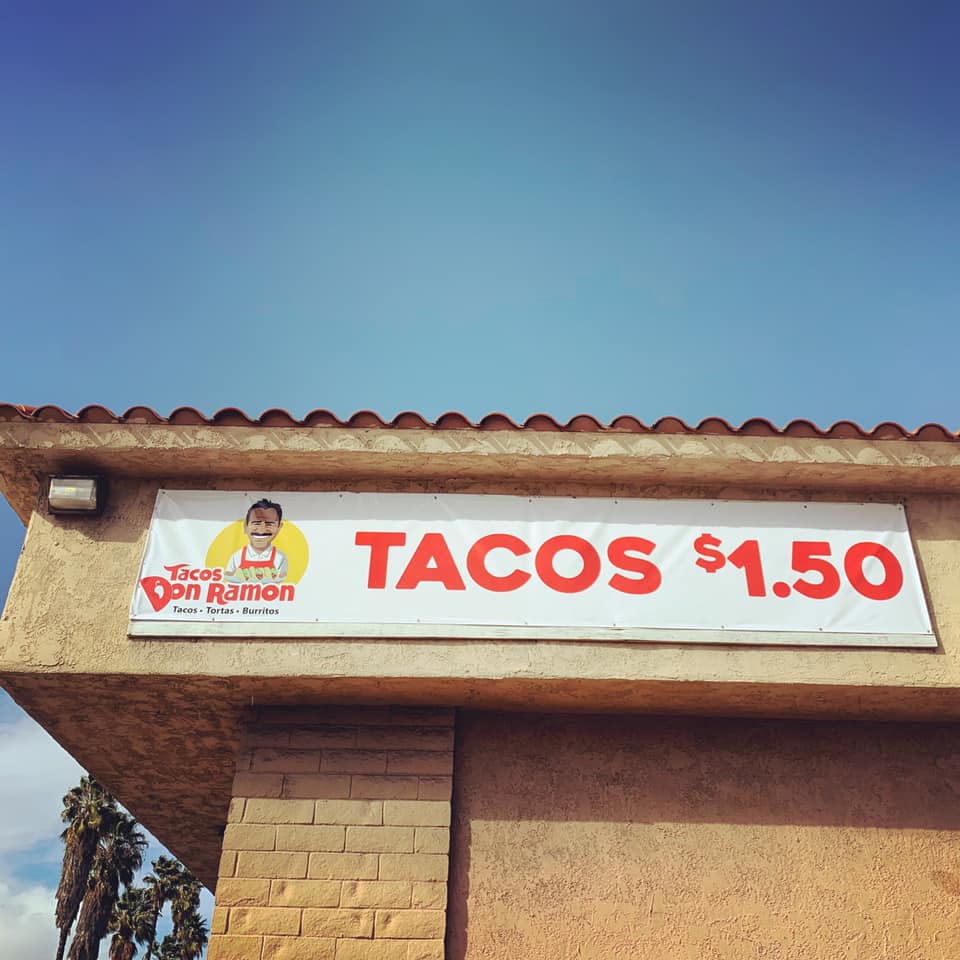 Tacos
Don Ramon
Tacos • Tortas • Burritos
TACOS $1.50